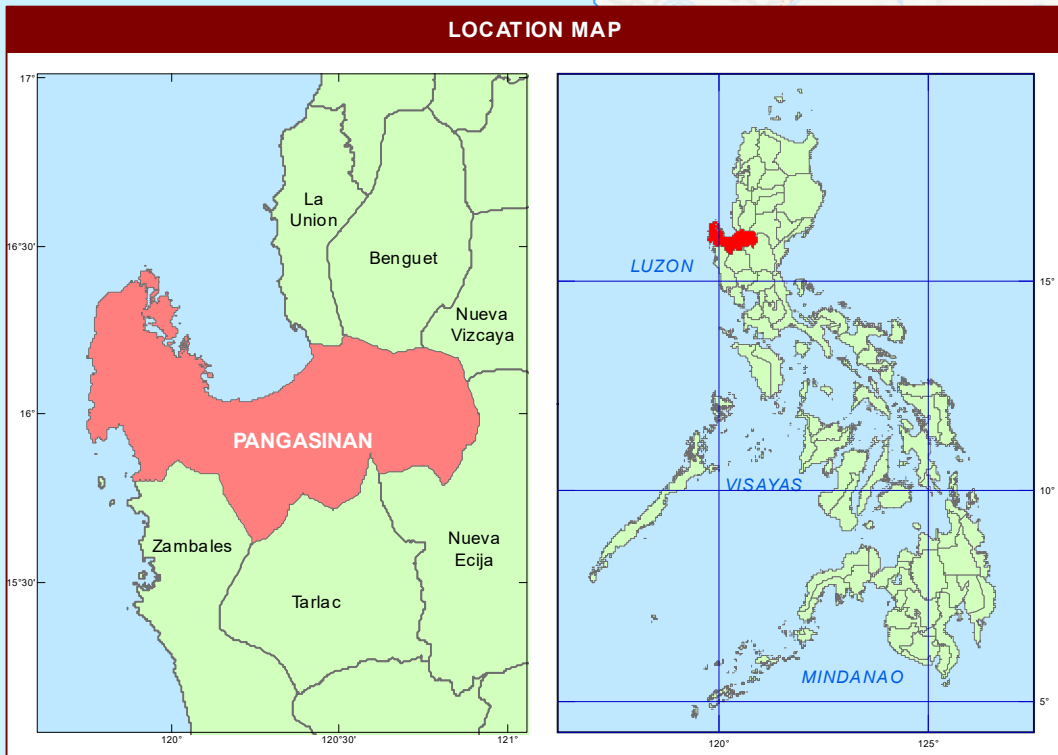 LOCATION MAP
17°
16°30'
16°
15°30'
120°
120°30'
121°
La
Union
Benguet
Nueva
Vizcaya
PANGASINAN
Zambales
Nueva
Ecija
Tarlac
LUZON
VISAYAS
MINDANAO
15°
10°
5°
120°
125°